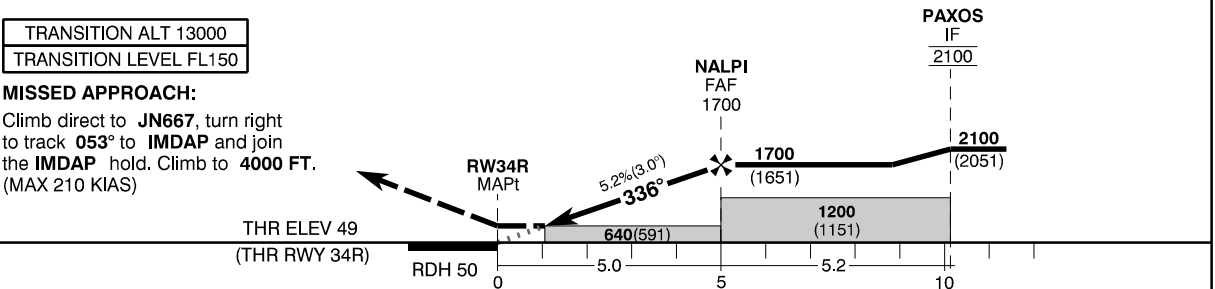 TRANSITION ALT 13000
TRANSITION LEVEL FL150
MISSED APPROACH:
Climb direct to JN667, turn right
to track 053° to IMDAP and join
the IMDAP hold. Climb to 4000 FT.
(MAX 210 KIAS)
PAXOS
IF
2100
NALPI
FAF
1700
2100
(2051)
1700
(1651)
5.2%(3.0°)
336°
RW34R
MAPt
1200
(1151)
640(591)
THR ELEV 49
(THR RWY 34R)
RDH 50
5.0
5.2
0
5
10